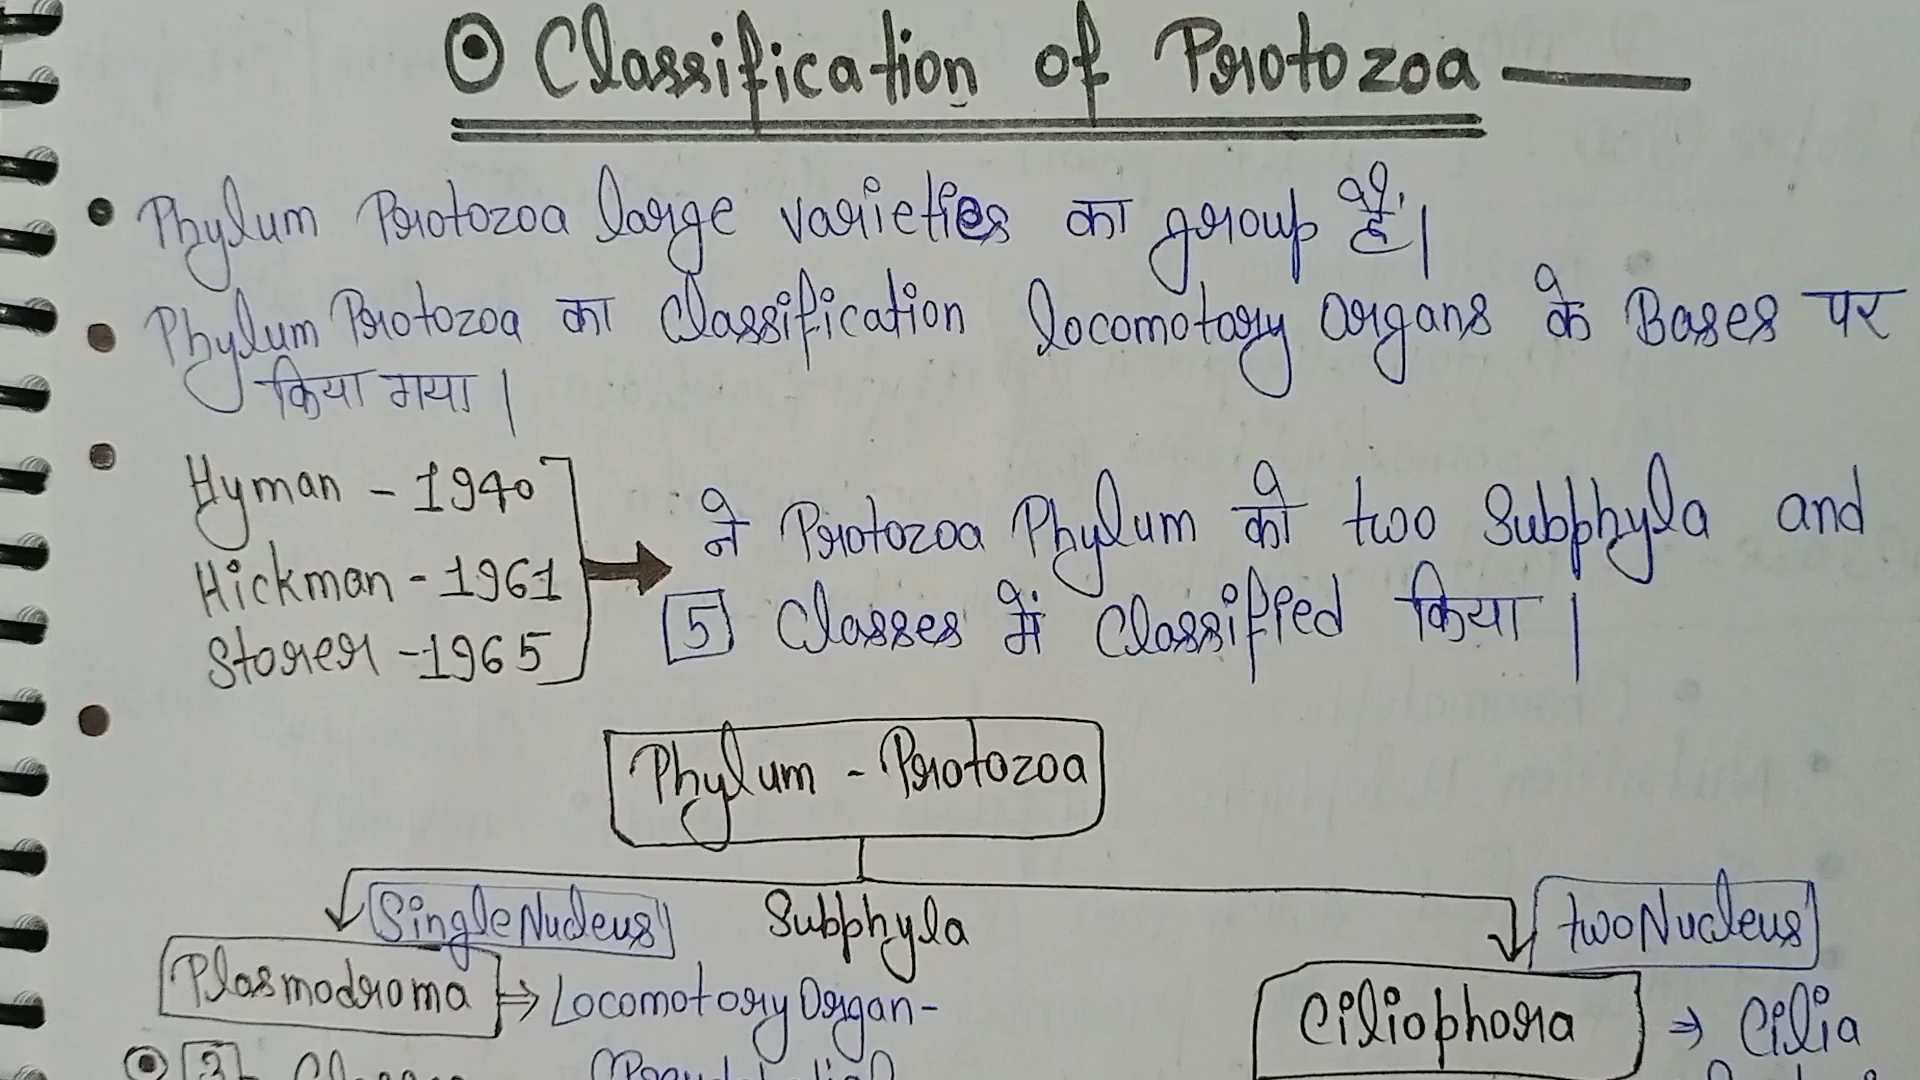 Classification of Protozoa
Phylum Protozoa large varieties का group है।
Phylum Protozoa का Classification locomotory Organs के Bases पर
किया गया।
Hyman - 1940
Hickman - 1961
Storer - 1965
ने Protozoa Phylum को two Subphyla and
5 Classes में Classified किया।
Phylum - Protozoa
Single Nucleus
Subphyla
two Nucleus
Plasmodroma ⇒ Locomotory Organ-
Ciliophora ⇒ Cilia
3 Classes